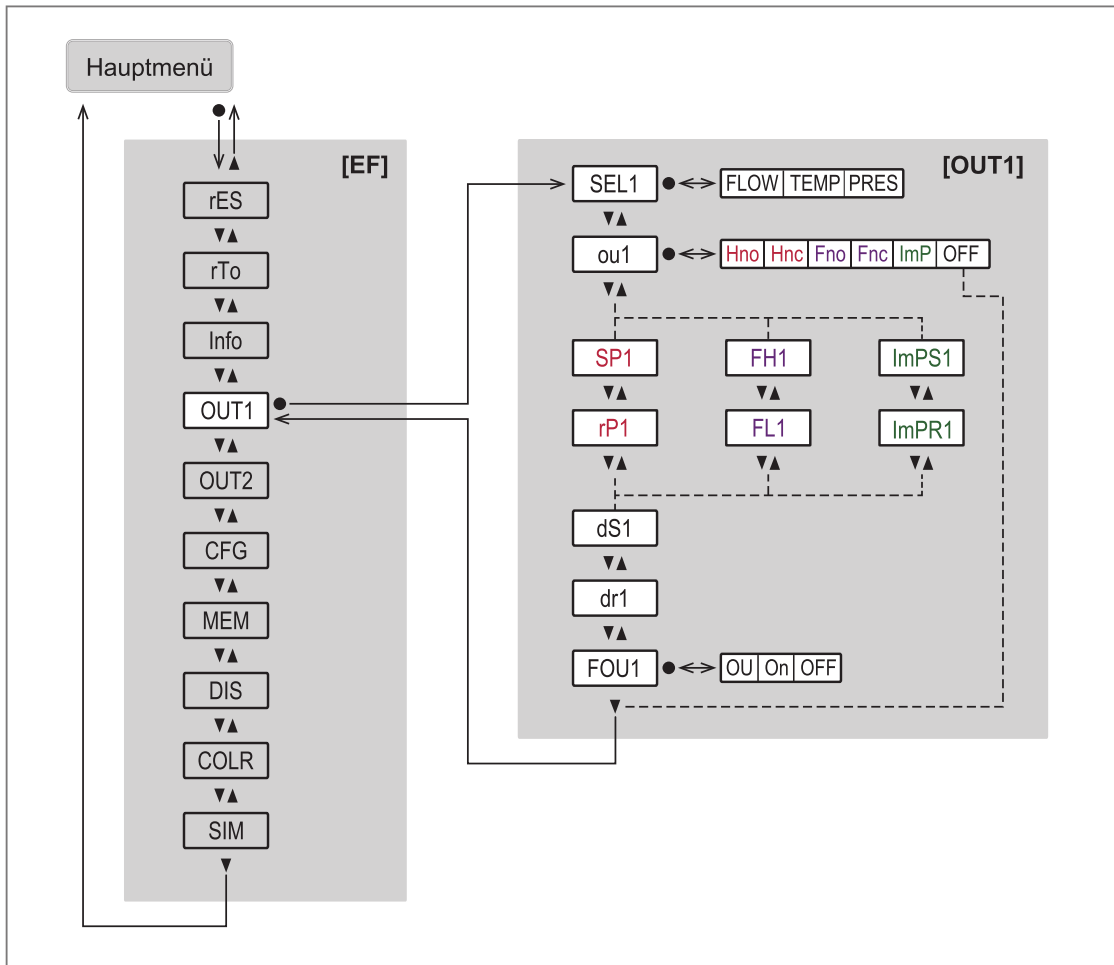 Hauptmenü
[EF]
rES
rTo
Info
OUT1
OUT2
CFG
MEM
DIS
COLR
SIM
[OUT1]
SEL1
FLOW TEMP PRES
ou1
Hno Hnc Fno Fnc ImP OFF
SP1 FH1 ImPS1
rP1 FL1 ImPR1
dS1
dr1
FOU1
OU On OFF